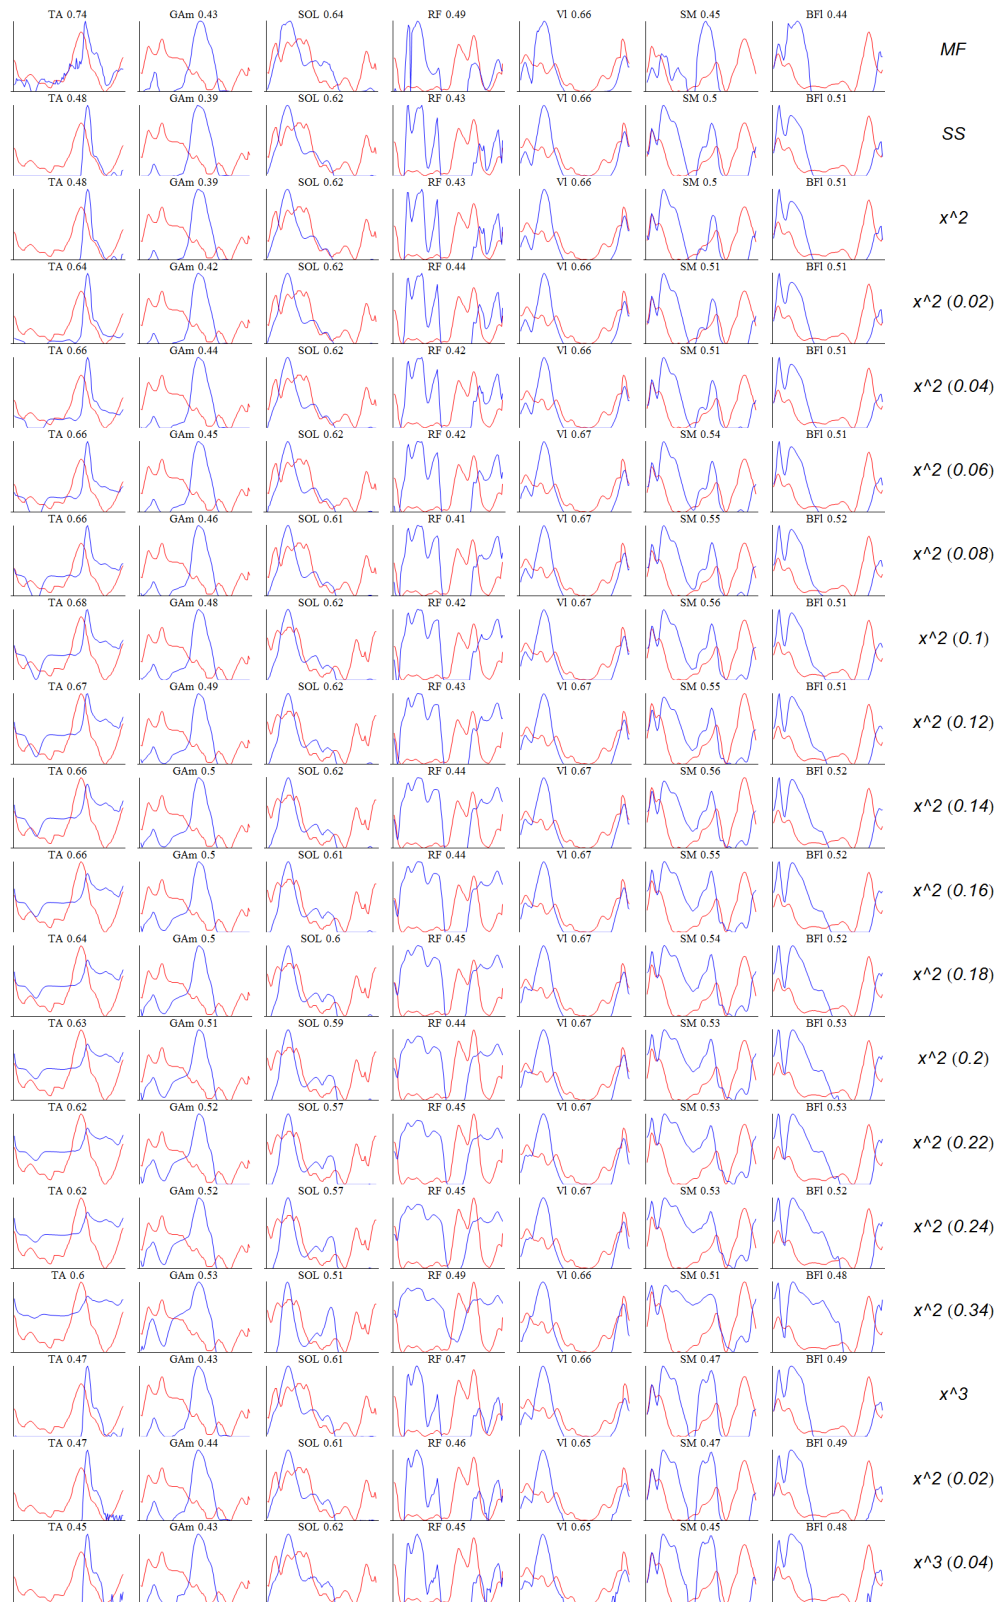 TA 0.74 GAm 0.43 SOL 0.64 RF 0.49 Vl 0.66 SM 0.45 BFl 0.44 MF
TA 0.48 GAm 0.39 SOL 0.62 RF 0.43 Vl 0.66 SM 0.5 BFl 0.51 SS
TA 0.48 GAm 0.39 SOL 0.62 RF 0.43 Vl 0.66 SM 0.5 BFl 0.51 x^2
TA 0.64 GAm 0.42 SOL 0.62 RF 0.44 Vl 0.66 SM 0.51 BFl 0.51 x^2 (0.02)
TA 0.66 GAm 0.44 SOL 0.62 RF 0.42 Vl 0.66 SM 0.51 BFl 0.51 x^2 (0.04)
TA 0.66 GAm 0.45 SOL 0.62 RF 0.42 Vl 0.67 SM 0.54 BFl 0.51 x^2 (0.06)
TA 0.66 GAm 0.46 SOL 0.61 RF 0.41 Vl 0.67 SM 0.55 BFl 0.52 x^2 (0.08)
TA 0.68 GAm 0.48 SOL 0.62 RF 0.42 Vl 0.67 SM 0.56 BFl 0.51 x^2 (0.1)
TA 0.67 GAm 0.49 SOL 0.62 RF 0.43 Vl 0.67 SM 0.55 BFl 0.51 x^2 (0.12)
TA 0.66 GAm 0.5 SOL 0.62 RF 0.44 Vl 0.67 SM 0.56 BFl 0.52 x^2 (0.14)
TA 0.66 GAm 0.5 SOL 0.61 RF 0.44 Vl 0.67 SM 0.55 BFl 0.52 x^2 (0.16)
TA 0.64 GAm 0.5 SOL 0.6 RF 0.45 Vl 0.67 SM 0.54 BFl 0.52 x^2 (0.18)
TA 0.63 GAm 0.51 SOL 0.59 RF 0.44 Vl 0.67 SM 0.53 BFl 0.53 x^2 (0.2)
TA 0.62 GAm 0.52 SOL 0.57 RF 0.45 Vl 0.67 SM 0.53 BFl 0.53 x^2 (0.22)
TA 0.62 GAm 0.52 SOL 0.57 RF 0.45 Vl 0.67 SM 0.53 BFl 0.52 x^2 (0.24)
TA 0.6 GAm 0.53 SOL 0.51 RF 0.49 Vl 0.66 SM 0.51 BFl 0.48 x^2 (0.34)
TA 0.47 GAm 0.43 SOL 0.61 RF 0.47 Vl 0.66 SM 0.47 BFl 0.49 x^3
TA 0.47 GAm 0.44 SOL 0.61 RF 0.46 Vl 0.65 SM 0.47 BFl 0.49 x^2 (0.02)
TA 0.45 GAm 0.43 SOL 0.62 RF 0.45 Vl 0.65 SM 0.45 BFl 0.48 x^3 (0.04)